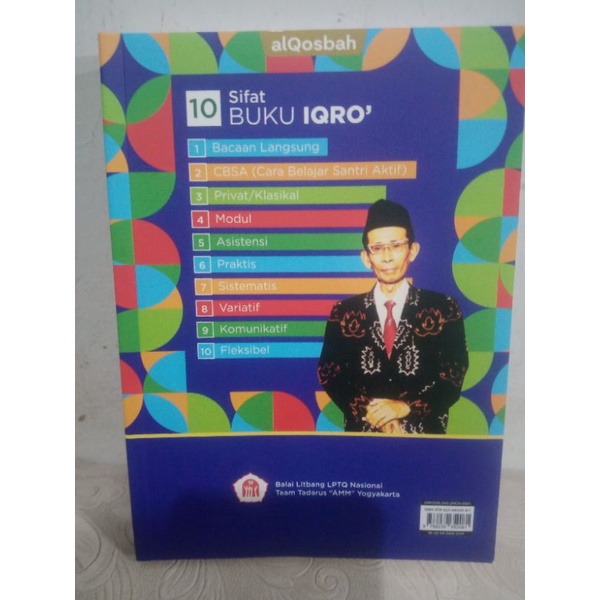 alQosbah
10 Sifat
BUKU IQRO'
1 Bacaan Langsung
2 CBSA (Cara Belajar Santri Aktif)
3 Privat/Klasikal
4 Modul
5 Asistensi
6 Praktis
7 Sistematis
8 Variatif
9 Komunikatif
10 Fleksibel
Balai Litbang LPTQ Nasional
Team Tadarus "AMM" Yogyakarta